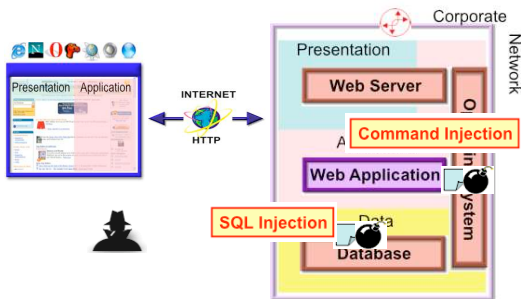 Corporate
Network
Presentation
Web Server
Presentation Application
INTERNET
HTTP
Command Injection
Web Application
SQL Injection
Data
Database